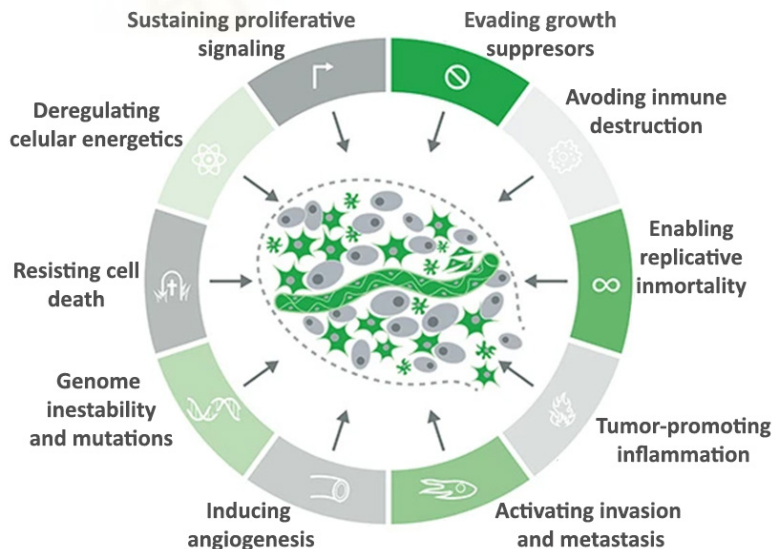 Sustaining proliferative
signaling
Evading growth
suppresors
Avoding inmune
destruction
Enabling
replicative
inmortality
Tumor-promoting
inflammation
Activating invasion
and metastasis
Inducing
angiogenesis
Genome
inestability
and mutations
Resisting cell
death
Deregulating
celular energetics